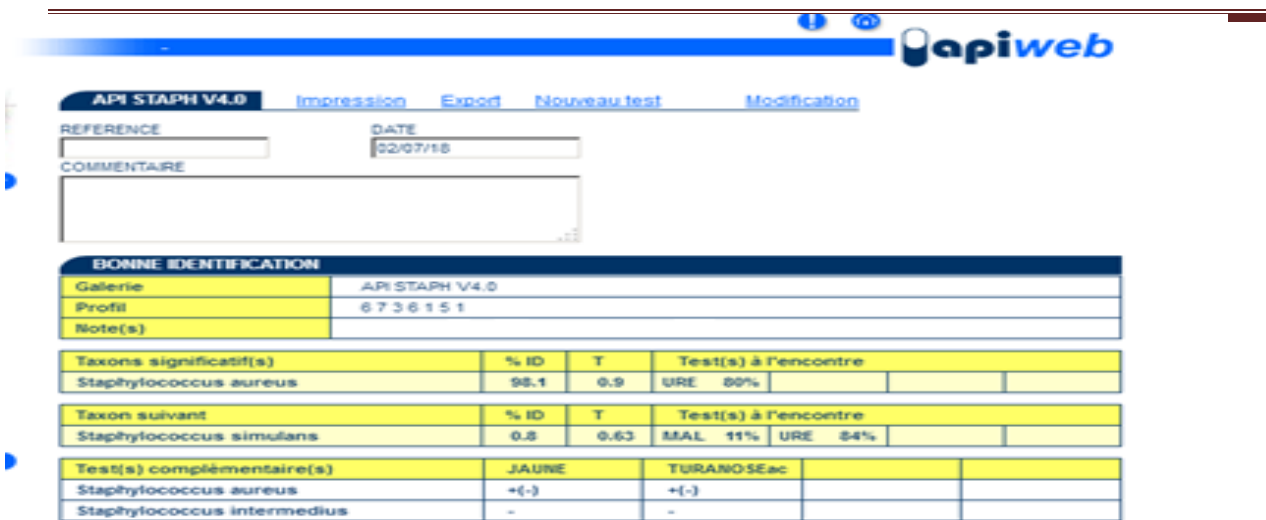 apiweb
API STAPH V4.0 Impression Export Nouveau test Modification
REFERENCE DATE
02/07/18
COMMENTAIRE
BONNE IDENTIFICATION
Galerie API STAPH V4.0
Profil 6 7 3 6 1 5 1
Note(s)
Taxons significatif(s) % ID T Test(s) à l'encontre
Staphylococcus aureus 98.1 0.9 URE 80%
Taxon suivant % ID T Test(s) à l'encontre
Staphylococcus simulans 0.8 0.63 MAL 11% URE 84%
Test(s) complémentaire(s) JAUNE TURANOSEac
Staphylococcus aureus +(-) +(-)
Staphylococcus intermedius - -